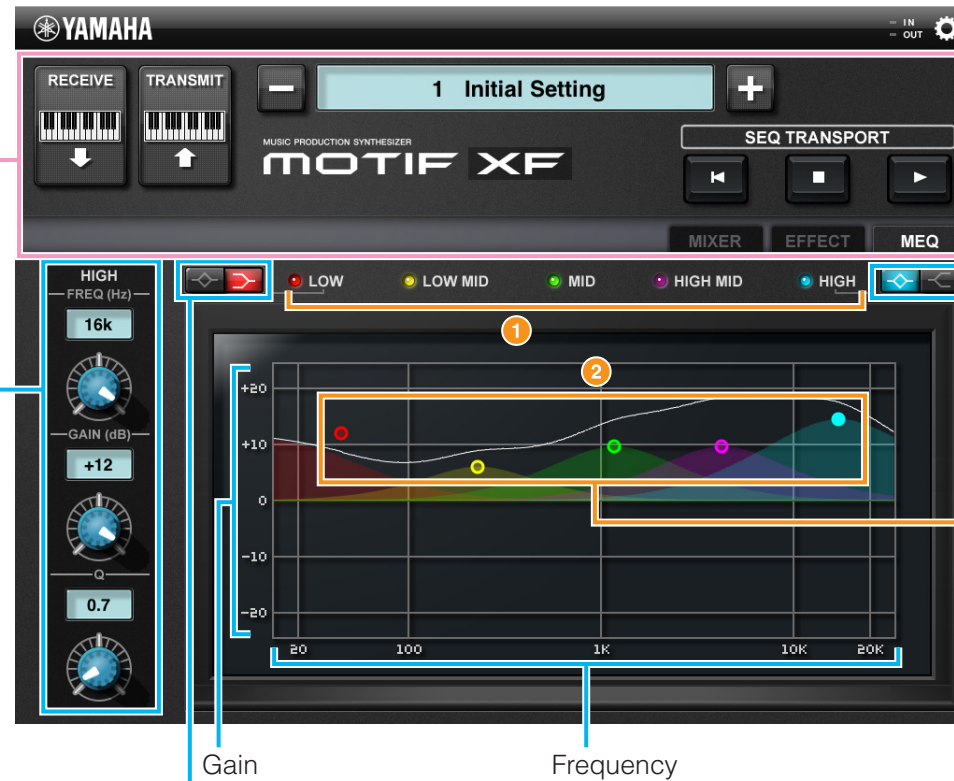 YAMAHA
IN
OUT
RECEIVE
TRANSMIT
1 Initial Setting
MUSIC PRODUCTION SYNTHESIZER
MOTIF XF
SEQ TRANSPORT
MIXER
EFFECT
MEQ
HIGH
FREQ (Hz)
16k
GAIN (dB)
+12
Q
0.7
LOW
LOW MID
MID
HIGH MID
HIGH
1
2
+20
+10
0
-10
-20
20
100
1K
10K
20K
Gain
Frequency